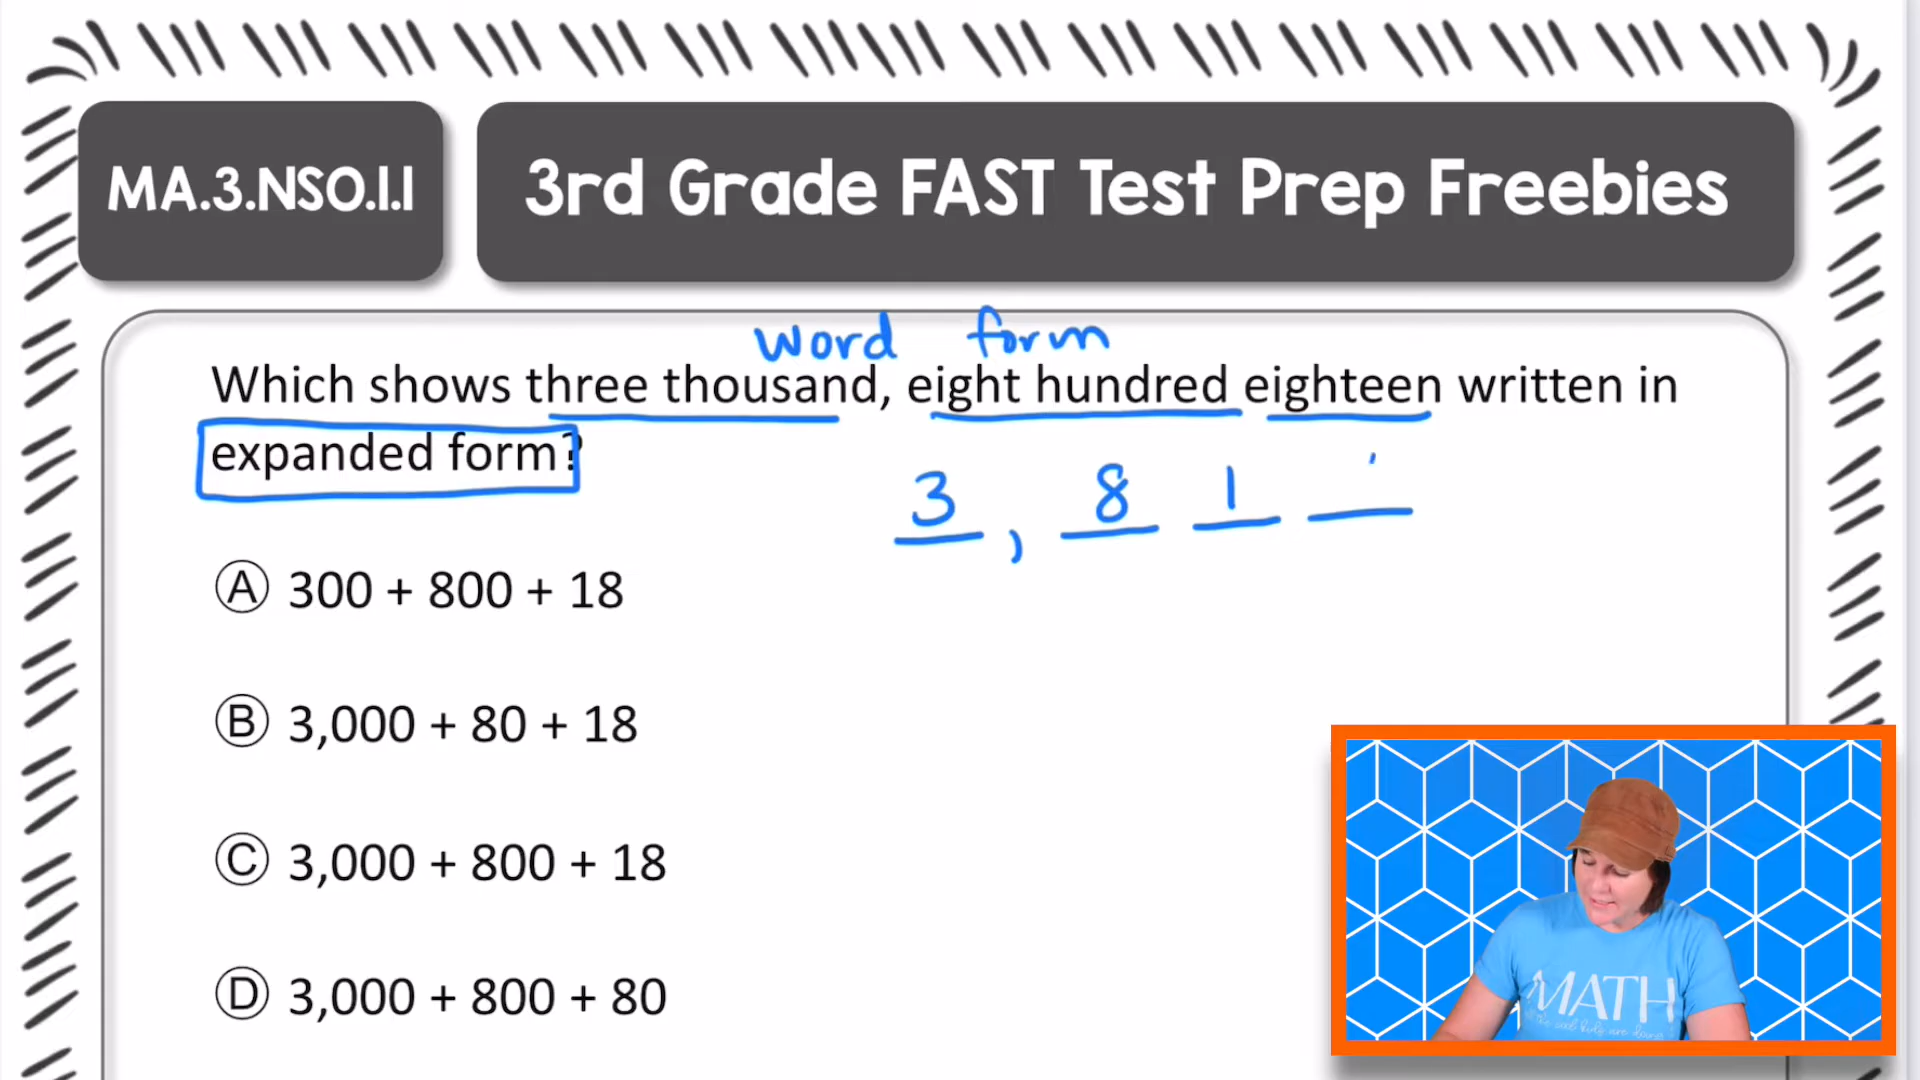 MA.3.NSO.1.1
3rd Grade FAST Test Prep Freebies
word form
Which shows three thousand, eight hundred eighteen written in
expanded form?
3, 8 1
A 300 + 800 + 18
B 3,000 + 80 + 18
C 3,000 + 800 + 18
D 3,000 + 800 + 80
MATH